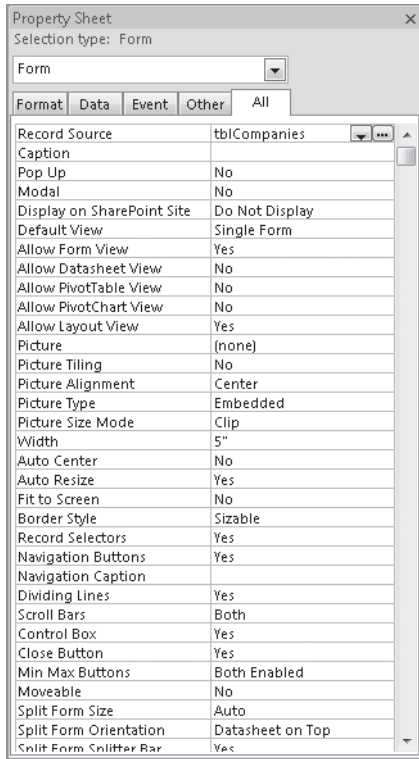 Property Sheet
Selection type: Form
Form
Format Data Event Other All
Record Source tblCompanies
Caption
Pop Up No
Modal No
Display on SharePoint Site Do Not Display
Default View Single Form
Allow Form View Yes
Allow Datasheet View No
Allow PivotTable View No
Allow PivotChart View No
Allow Layout View Yes
Picture (none)
Picture Tiling No
Picture Alignment Center
Picture Type Embedded
Picture Size Mode Clip
Width 5"
Auto Center No
Auto Resize Yes
Fit to Screen No
Border Style Sizable
Record Selectors Yes
Navigation Buttons Yes
Navigation Caption
Dividing Lines Yes
Scroll Bars Both
Control Box Yes
Close Button Yes
Min Max Buttons Both Enabled
Moveable No
Split Form Size Auto
Split Form Orientation Datasheet on Top
Split Form Splitter Bar Yes